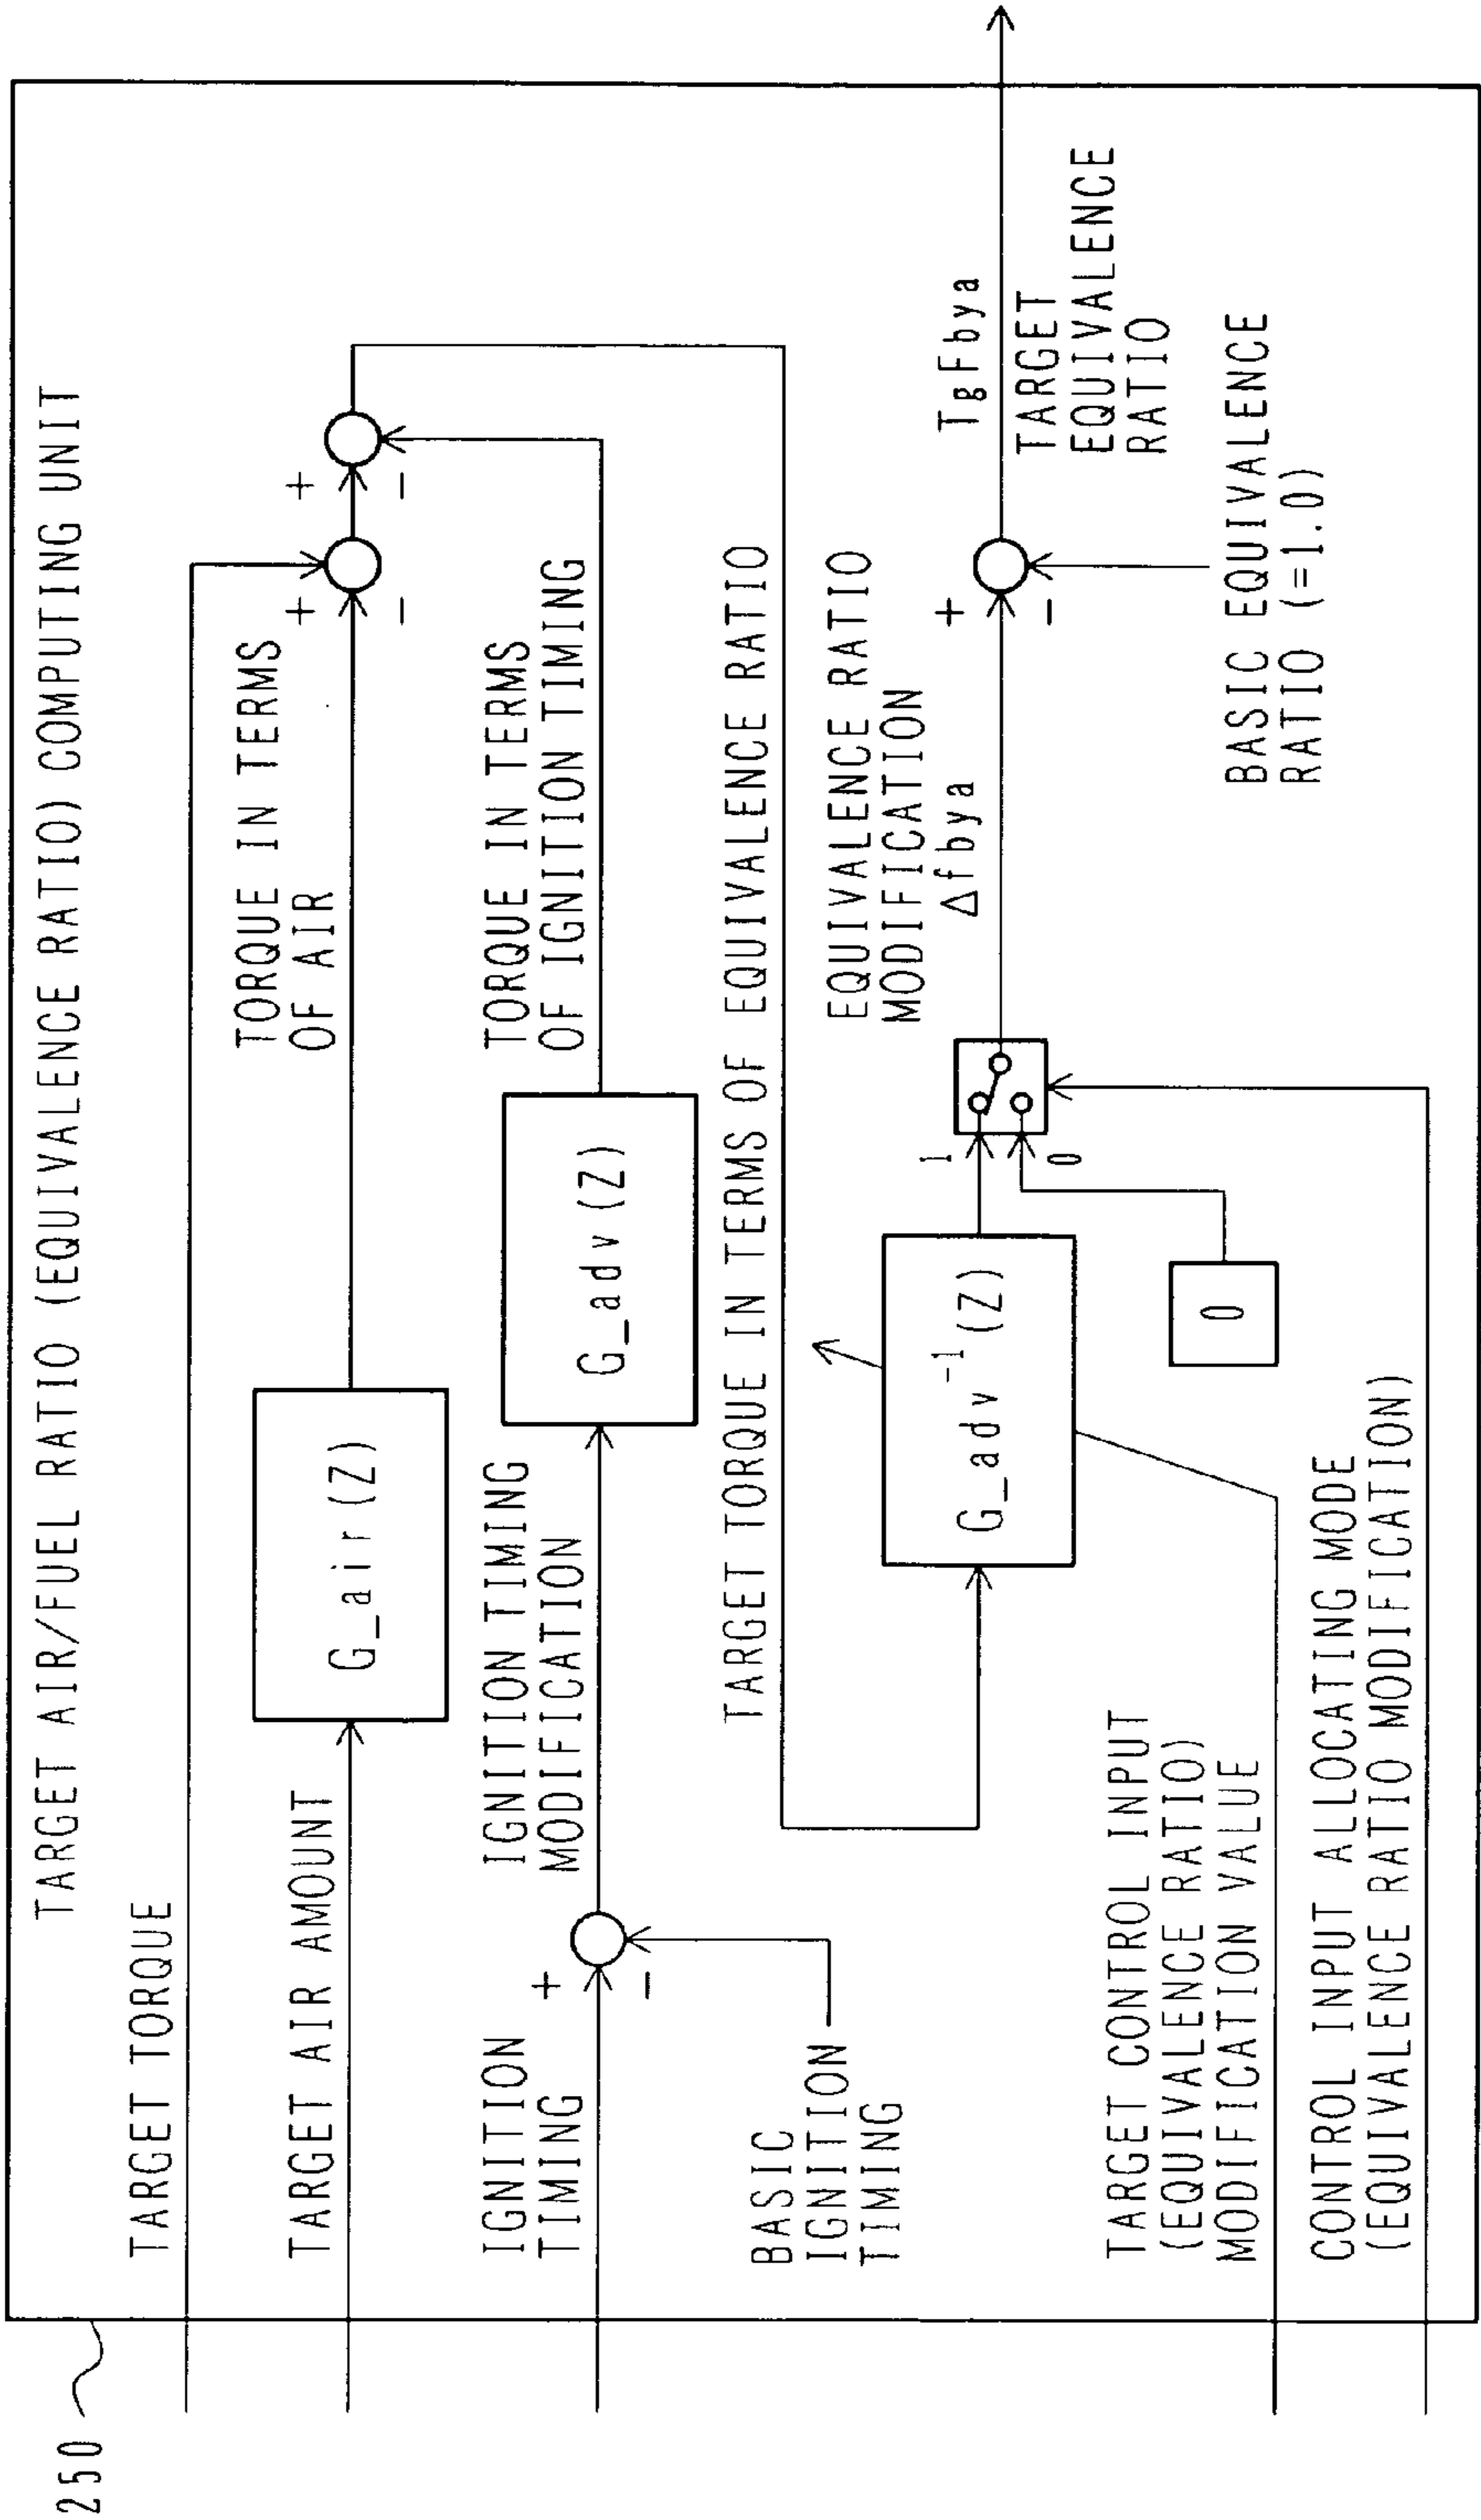 250
TARGET AIR/FUEL RATIO (EQUIVALENCE RATIO) COMPUTING UNIT
TARGET TORQUE
TARGET AIR AMOUNT
G_air(Z)
TORQUE IN TERMS
OF AIR
+
−
+
−
IGNITION
TIMING
+
−
BASIC
IGNITION
TIMING
IGNITION TIMING
MODIFICATION
G_adv(Z)
TORQUE IN TERMS
OF IGNITION TIMING
TARGET TORQUE IN TERMS OF EQUIVALENCE RATIO
G_adv⁻¹(Z)
0
1
0
EQUIVALENCE RATIO
MODIFICATION
Δfbya
+
−
TgFbya
TARGET
EQUIVALENCE
RATIO
BASIC EQUIVALENCE
RATIO (=1.0)
TARGET CONTROL INPUT
(EQUIVALENCE RATIO)
MODIFICATION VALUE
CONTROL INPUT ALLOCATING MODE
(EQUIVALENCE RATIO MODIFICATION)